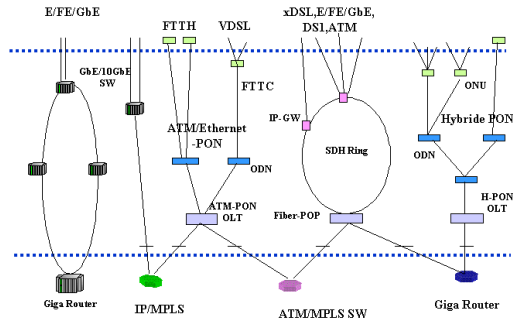 E/FE/GbE
FTTH
VDSL
xDSL,E/FE/GbE,
DS1,ATM
GbE/10GbE
SW
FTTC
ONU
IP-GW
ATM/Ethernet
-PON
Hybride PON
SDH Ring
ODN
ODN
ATM-PON
OLT
Fiber-POP
H-PON
OLT
Giga Router
IP/MPLS
ATM/MPLS SW
Giga Router